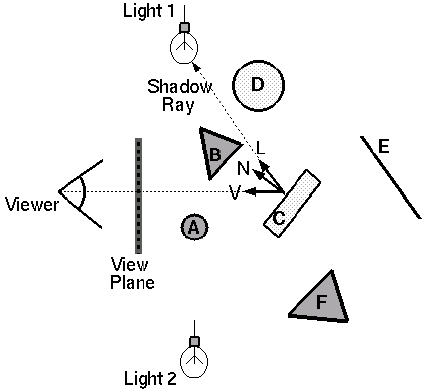 Light 1
Shadow
Ray
D
B
L
E
N
V
C
Viewer
A
View
Plane
F
Light 2